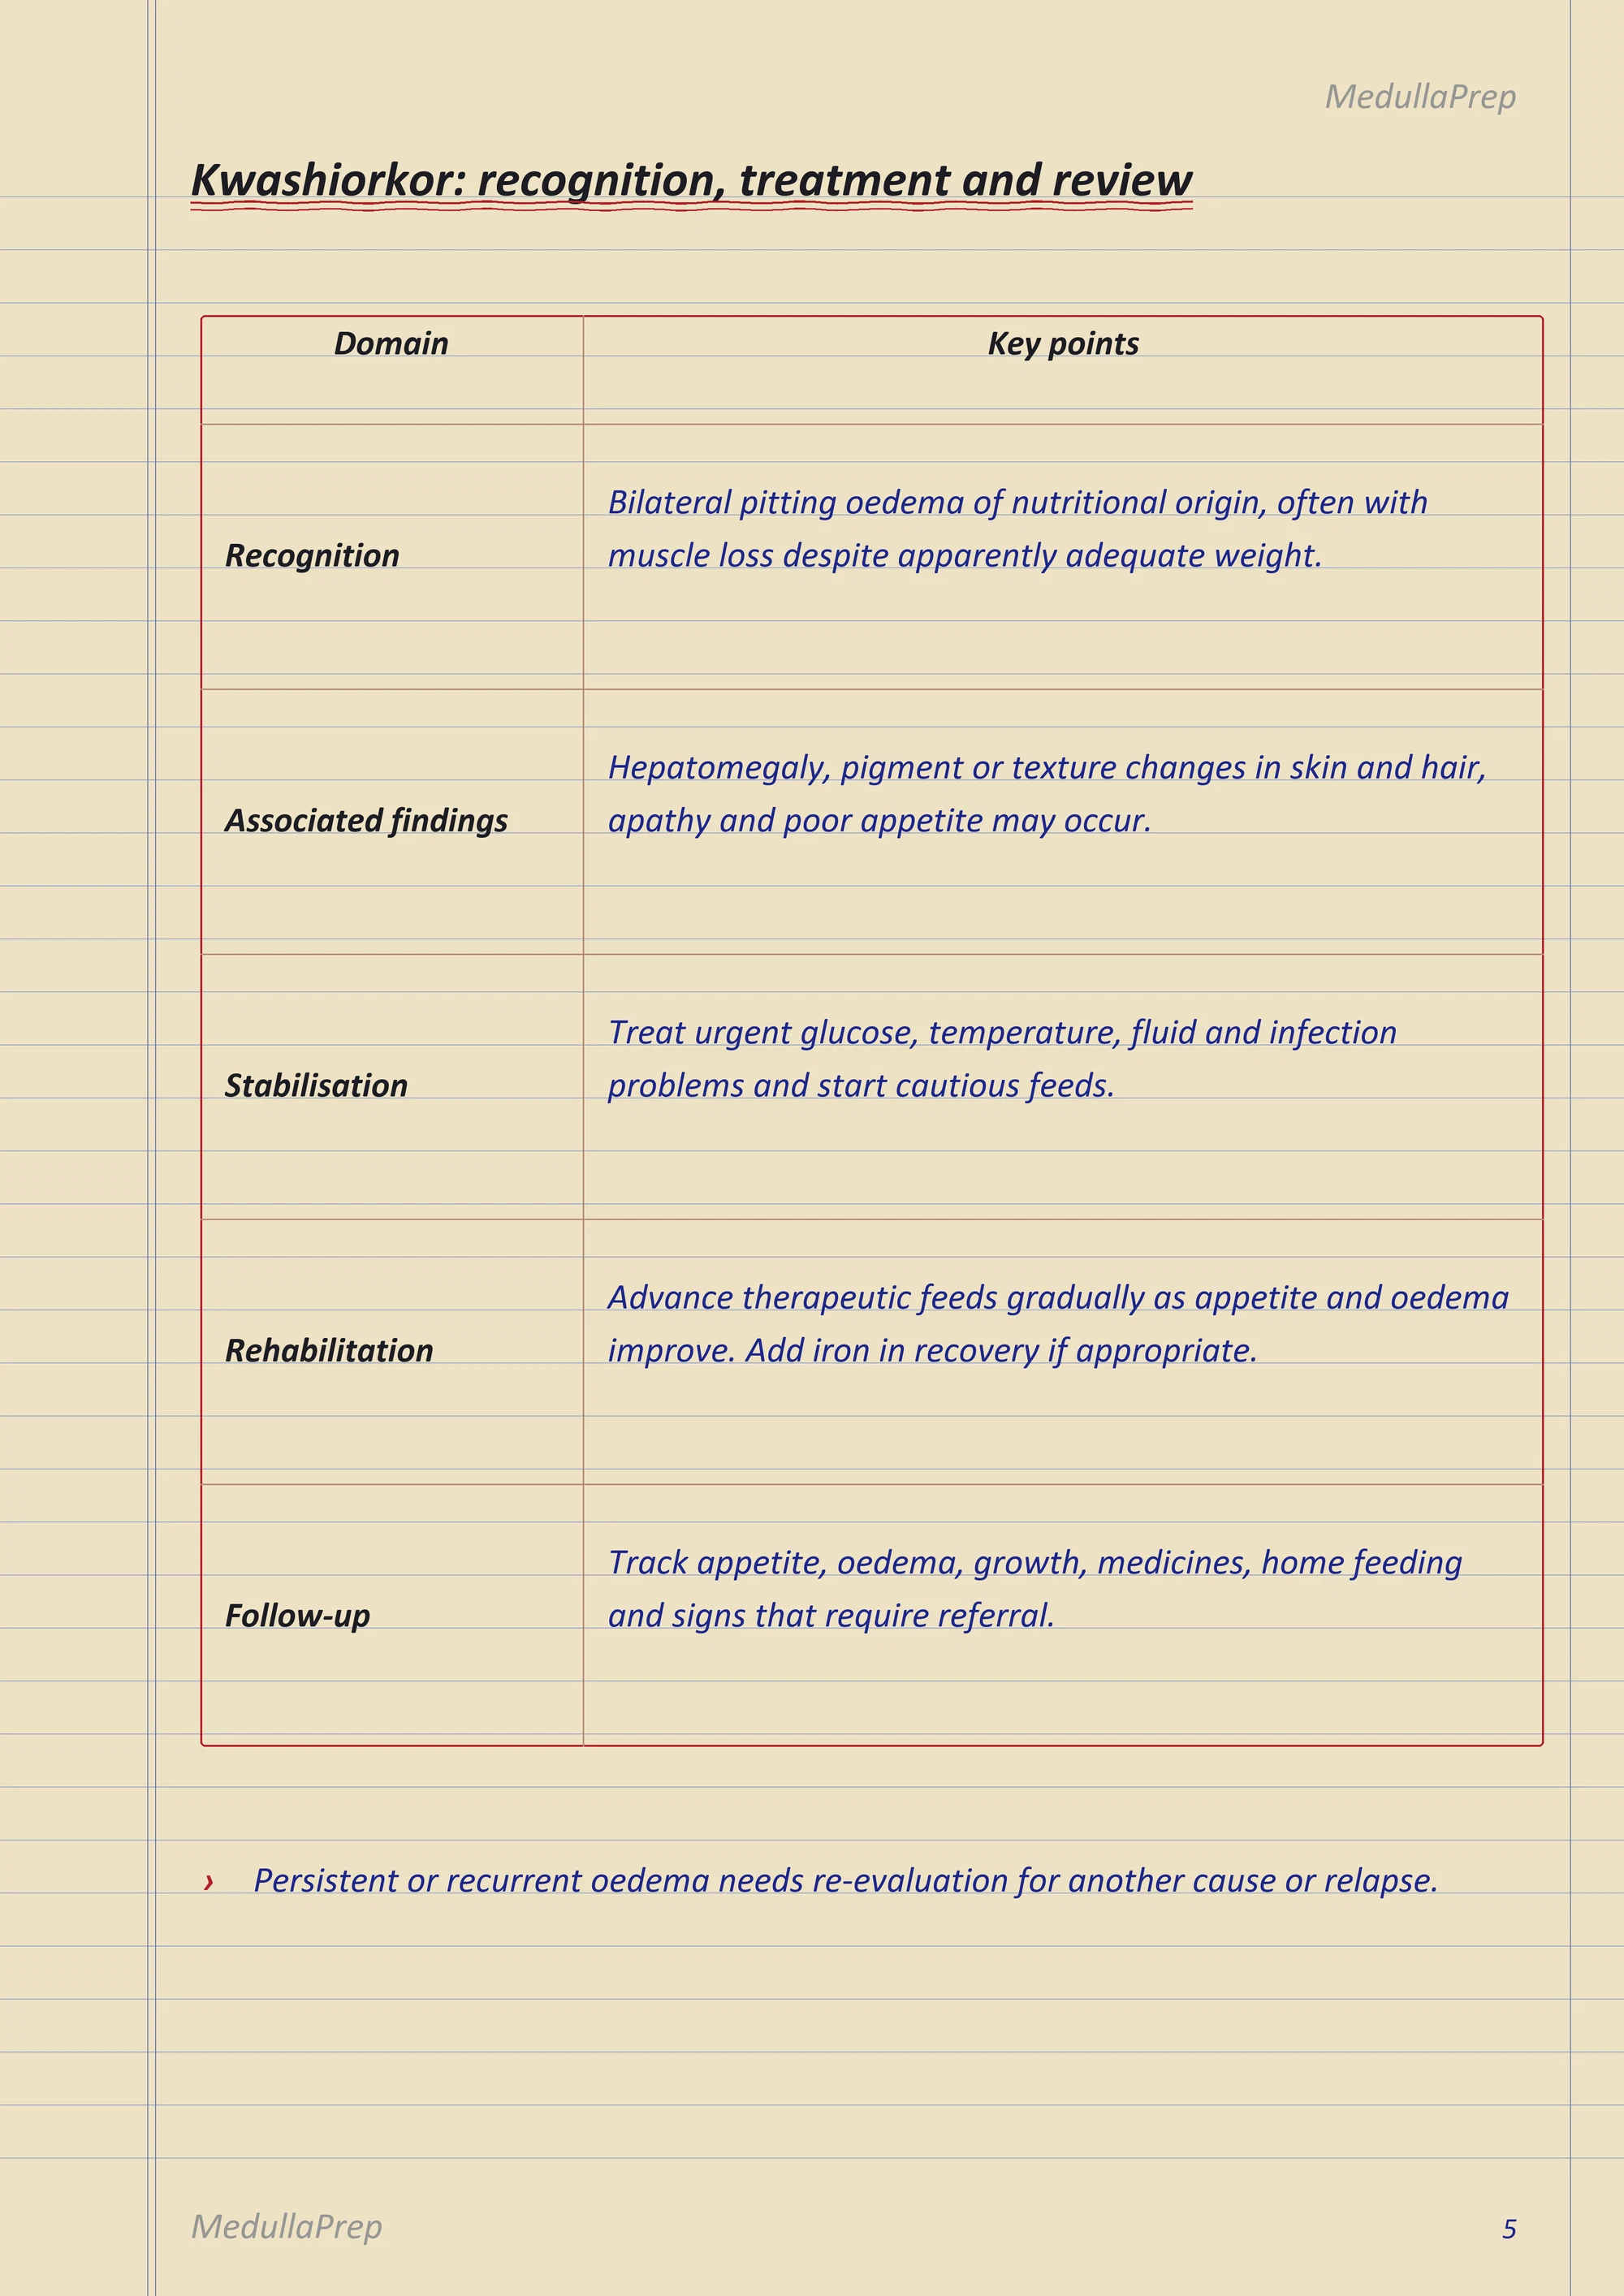 MedullaPrep
Kwashiorkor: recognition, treatment and review
Domain
Key points
Recognition
Bilateral pitting oedema of nutritional origin, often with
muscle loss despite apparently adequate weight.
Associated findings
Hepatomegaly, pigment or texture changes in skin and hair,
apathy and poor appetite may occur.
Stabilisation
Treat urgent glucose, temperature, fluid and infection
problems and start cautious feeds.
Rehabilitation
Advance therapeutic feeds gradually as appetite and oedema
improve. Add iron in recovery if appropriate.
Follow-up
Track appetite, oedema, growth, medicines, home feeding
and signs that require referral.
› Persistent or recurrent oedema needs re-evaluation for another cause or relapse.
MedullaPrep
5